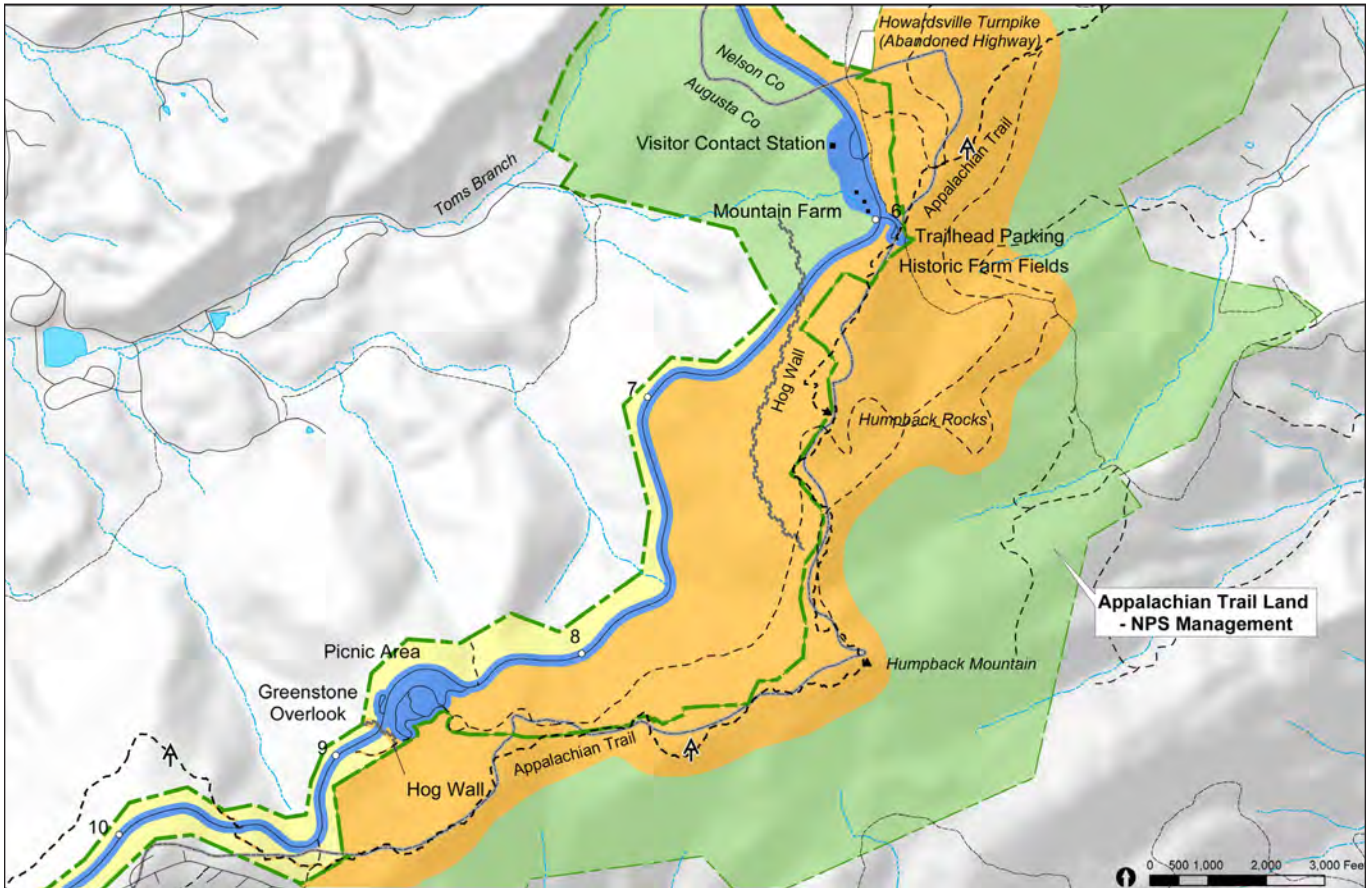 Howardsville Turnpike
(Abandoned Highway)
Nelson Co
Augusta Co
Visitor Contact Station
Toms Branch
Appalachian Trail
Mountain Farm
6
Trailhead Parking
Historic Farm Fields
7
Hog Wall
Humpback Rocks
Appalachian Trail Land
- NPS Management
8
Picnic Area
Humpback Mountain
Greenstone
Overlook
9
Appalachian Trail
Hog Wall
10
0 500 1,000 2,000 3,000 Fee